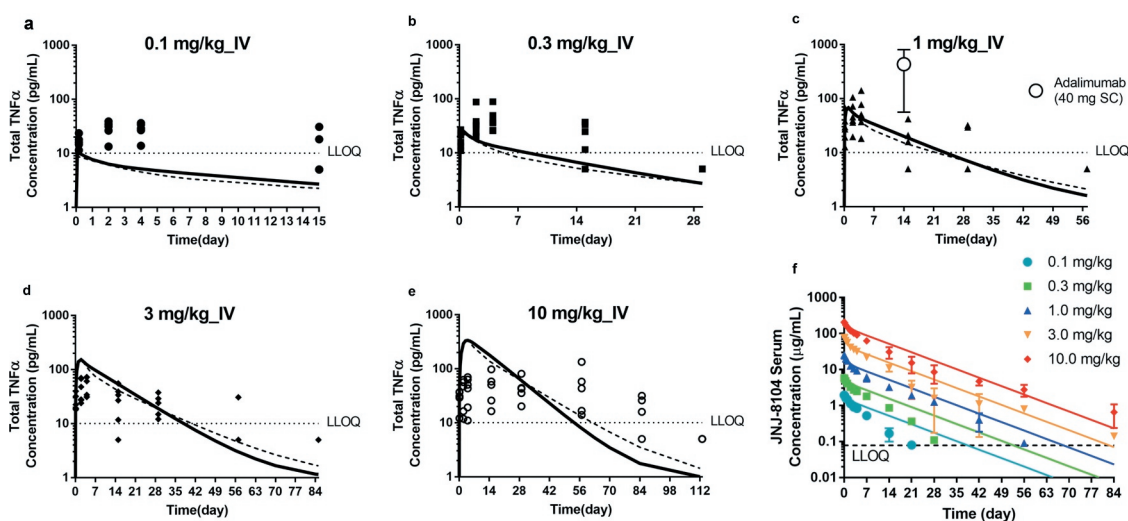 a
0.1 mg/kg_IV
Total TNFα
Concentration (pg/mL)
1000
100
10
1
LLOQ
0 1 2 3 4 5 6 7 8 9 10 11 12 13 14 15
Time(day)
b
0.3 mg/kg_IV
Total TNFα
Concentration (pg/mL)
1000
100
10
1
LLOQ
0 7 14 21 28
Time(day)
c
1 mg/kg_IV
Total TNFα
Concentration (pg/mL)
1000
100
10
1
Adalimumab
(40 mg SC)
LLOQ
0 7 14 21 28 35 42 49 56
Time(day)
d
3 mg/kg_IV
Total TNFα
Concentration (pg/mL)
1000
100
10
1
LLOQ
0 7 14 21 28 35 42 49 56 63 70 77 84
Time(day)
e
10 mg/kg_IV
Total TNFα
Concentration (pg/mL)
1000
100
10
1
LLOQ
0 14 28 42 56 70 84 98 112
Time(day)
f
0.1 mg/kg
0.3 mg/kg
1.0 mg/kg
3.0 mg/kg
10.0 mg/kg
JNJ-8104 Serum
Concentration (µg/mL)
1000
100
10
1
0.1
0.01
LLOQ
0 7 14 21 28 35 42 49 56 63 70 77 84
Time (day)